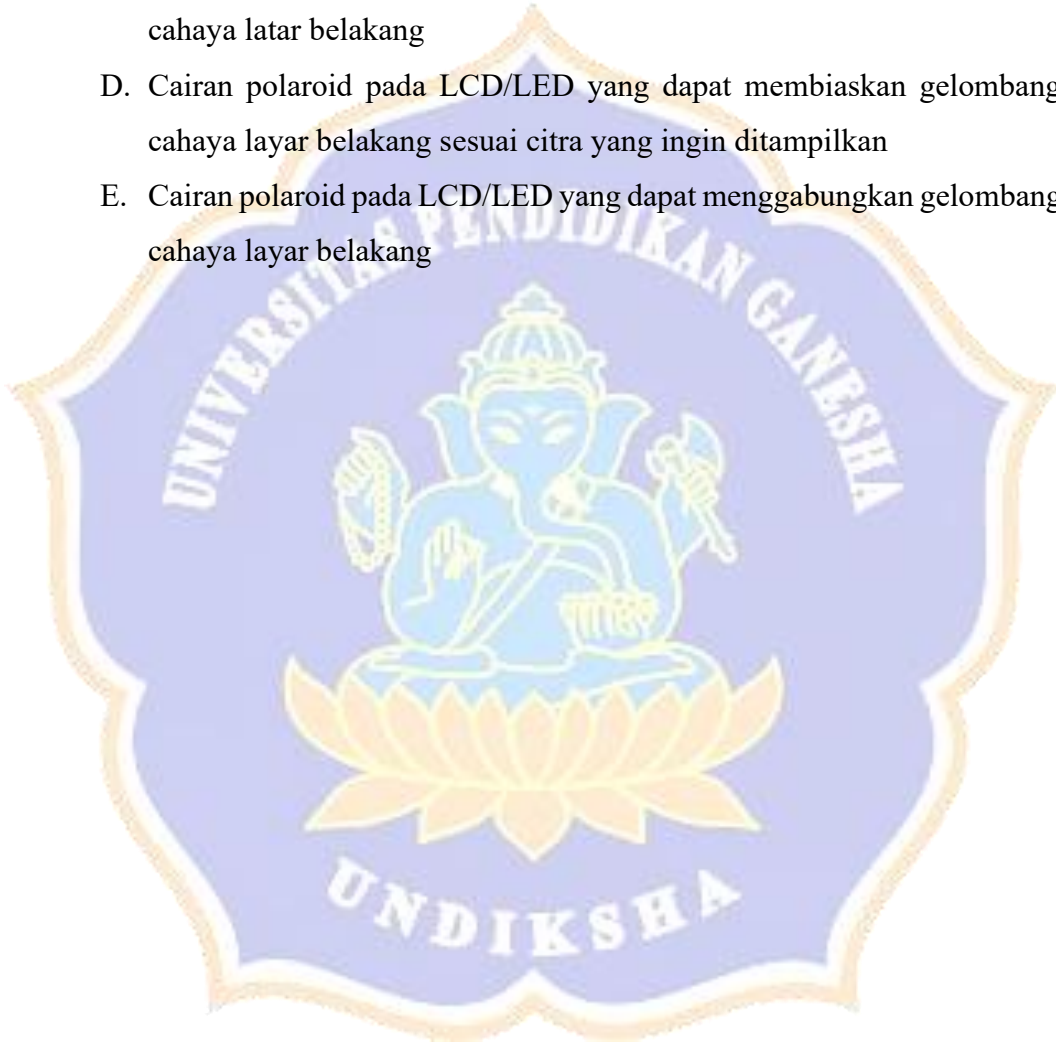 cahaya latar belakang
D. Cairan polaroid pada LCD/LED yang dapat membiaskan gelombang
cahaya layar belakang sesuai citra yang ingin ditampilkan
E. Cairan polaroid pada LCD/LED yang dapat menggabungkan gelombang
cahaya layar belakang
UNIVERSITAS PENDIDIKAN GANESHA
UNDIKSHA